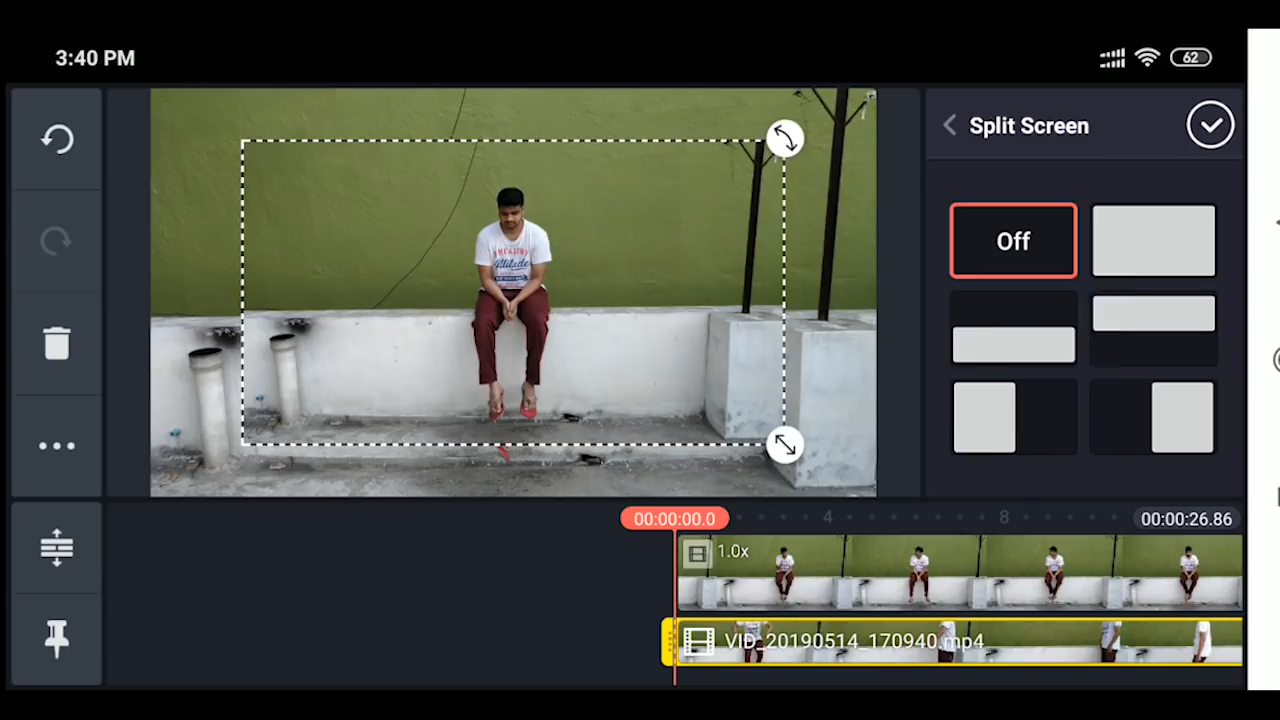 3:40 PM
62
Split Screen
Off
Attitude
00:00:00.0
4
8
00:00:26.86
1.0x
VID_20190514_170940.mp4